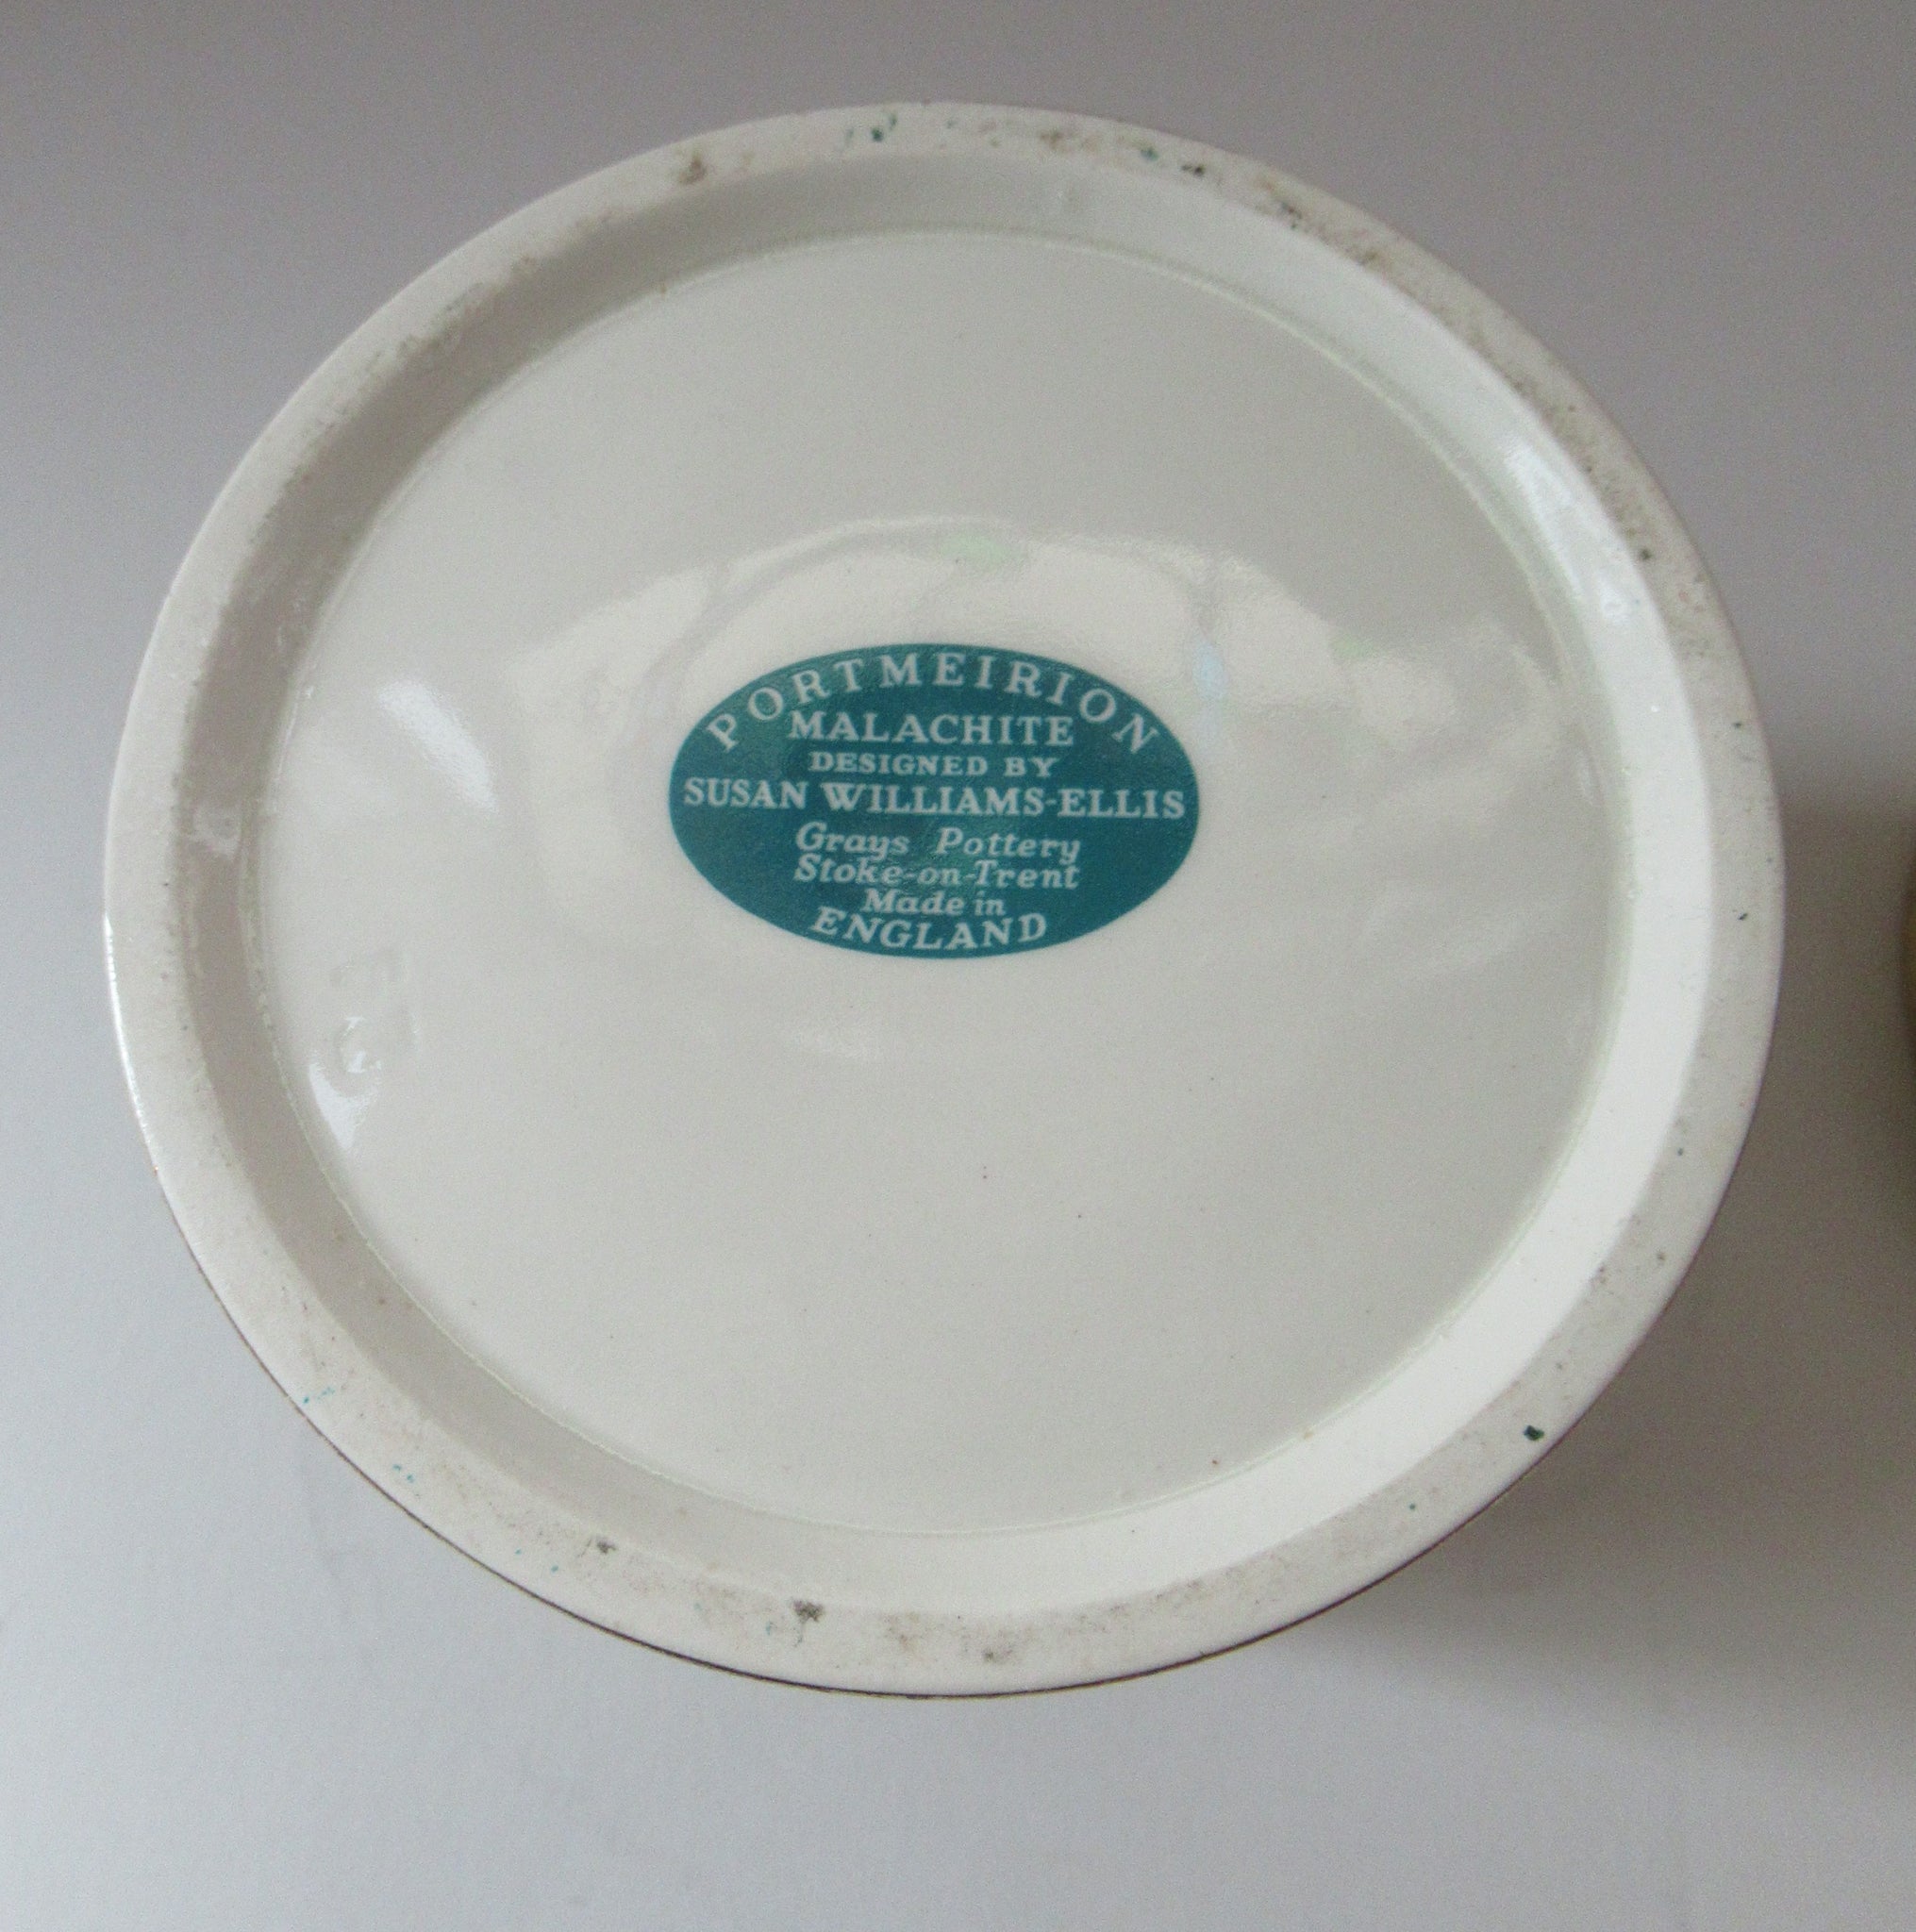 PORTMEIRION
MALACHITE
DESIGNED BY
SUSAN WILLIAMS-ELLIS
Grays Pottery
Stoke-on-Trent
Made in
ENGLAND